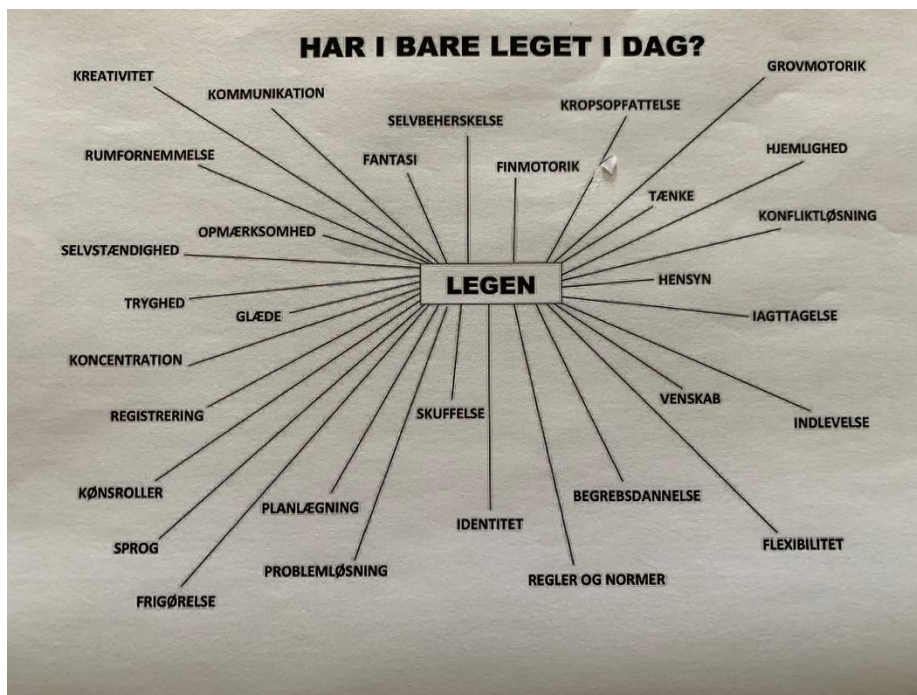 HAR I BARE LEGET I DAG?
KREATIVITET
KOMMUNIKATION
SELVBEHERSKELSE
KROPSOPFATTELSE
GROVMOTORIK
RUMFORNEMMELSE
FANTASI
FINMOTORIK
HJEMLIGHED
TÆNKE
KONFLIKTLØSNING
OPMÆRKSOMHED
SELVSTÆNDIGHED
LEGEN
HENSYN
TRYGHED
GLÆDE
IAGTTAGELSE
KONCENTRATION
REGISTRERING
SKUFFELSE
VENSKAB
INDLEVELSE
KØNSROLLER
PLANLÆGNING
IDENTITET
BEGREBSDANNELSE
SPROG
PROBLEMLØSNING
REGLER OG NORMER
FLEXIBILITET
FRIGØRELSE